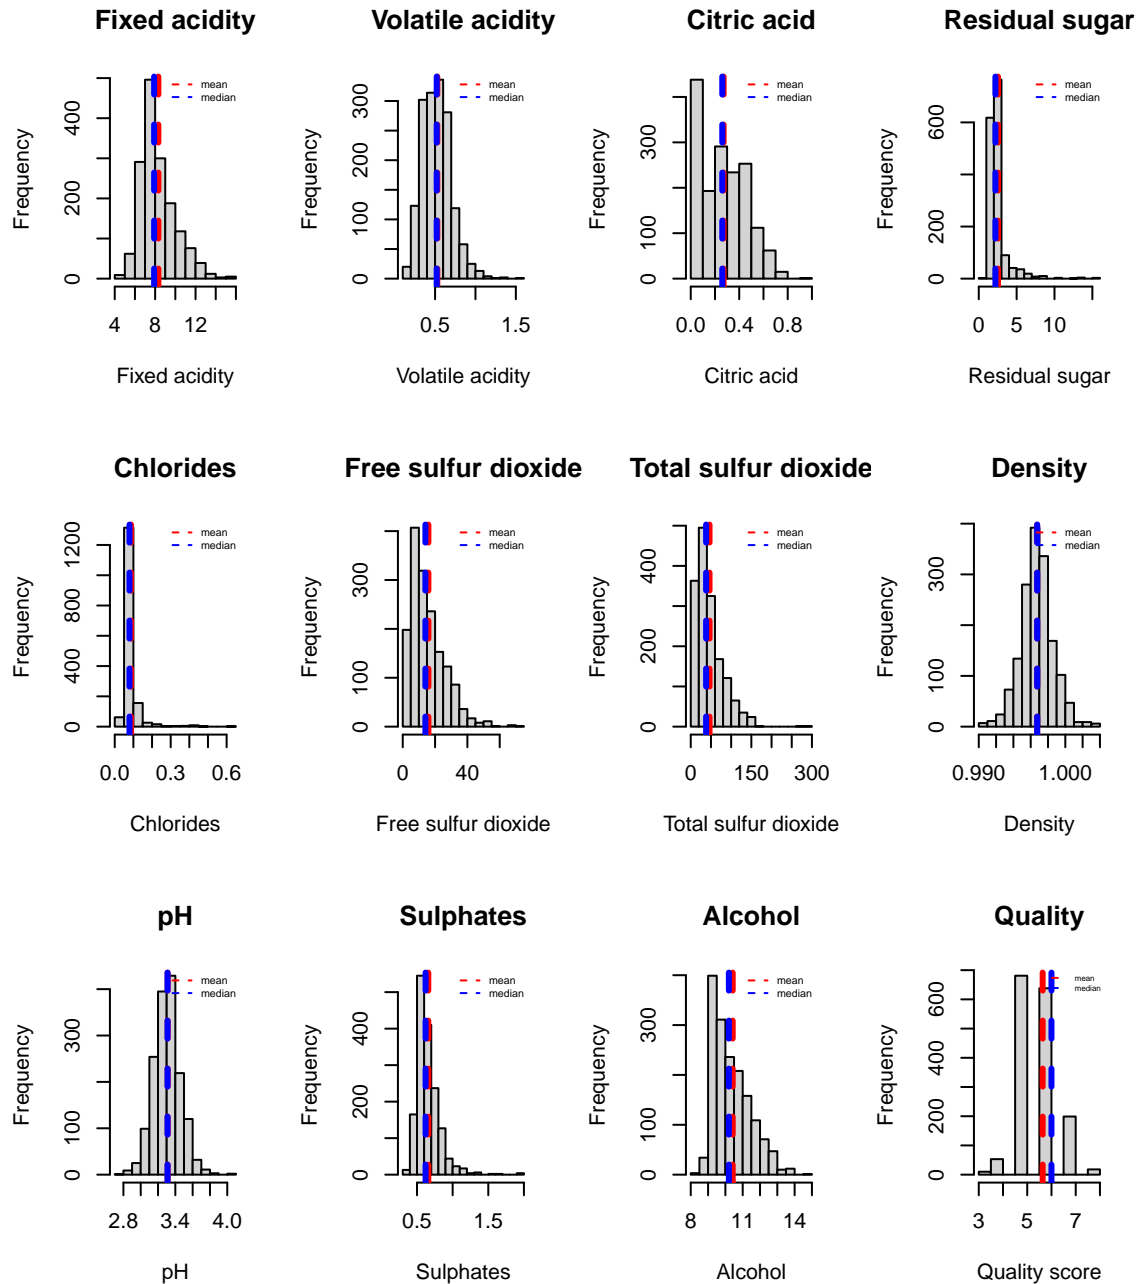 Fixed acidity
Frequency
400
200
0
mean
median
4 8 12
Fixed acidity
Volatile acidity
Frequency
300
200
100
0
mean
median
0.5 1.5
Volatile acidity
Citric acid
Frequency
300
100
0
mean
median
0.0 0.4 0.8
Citric acid
Residual sugar
Frequency
600
200
0
mean
median
0 5 10
Residual sugar
Chlorides
Frequency
1200
800
400
0
mean
median
0.0 0.3 0.6
Chlorides
Free sulfur dioxide
Frequency
300
100
0
mean
median
0 40
Free sulfur dioxide
Total sulfur dioxide
Frequency
400
200
0
mean
median
0 150 300
Total sulfur dioxide
Density
Frequency
300
100
0
mean
median
0.990 1.000
Density
pH
Frequency
300
100
0
mean
median
2.8 3.4 4.0
pH
Sulphates
Frequency
400
200
0
mean
median
0.5 1.5
Sulphates
Alcohol
Frequency
300
100
0
mean
median
8 11 14
Alcohol
Quality
Frequency
600
400
200
0
mean
median
3 5 7
Quality score